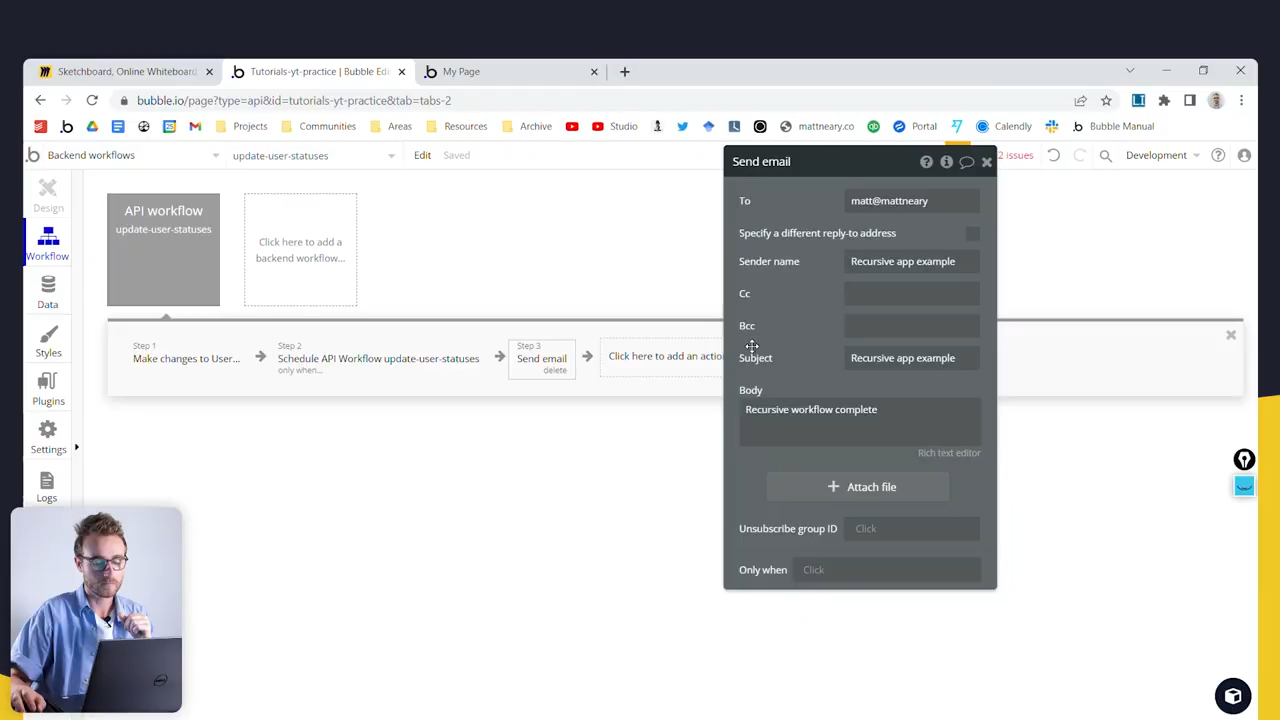 Sketchboard, Online Whiteboard
Tutorials-yt-practice | Bubble Edi
My Page
bubble.io/page?type=api&id=tutorials-yt-practice&tab=tabs-2
Projects
Communities
Areas
Resources
Archive
Studio
mattneary.co
Portal
Calendly
Bubble Manual
Backend workflows
update-user-statuses
Edit
Saved
2 issues
Development
Design
Workflow
Data
Styles
Plugins
Settings
Logs
API workflow
update-user-statuses
Click here to add a
backend workflow...
Step 1
Make changes to User...
Step 2
Schedule API Workflow update-user-statuses
only when...
Step 3
Send email
delete
Click here to add an actio
Send email
To
matt@mattneary
Specify a different reply-to address
Sender name
Recursive app example
Cc
Bcc
Subject
Recursive app example
Body
Recursive workflow complete
Rich text editor
+ Attach file
Unsubscribe group ID
Click
Only when
Click